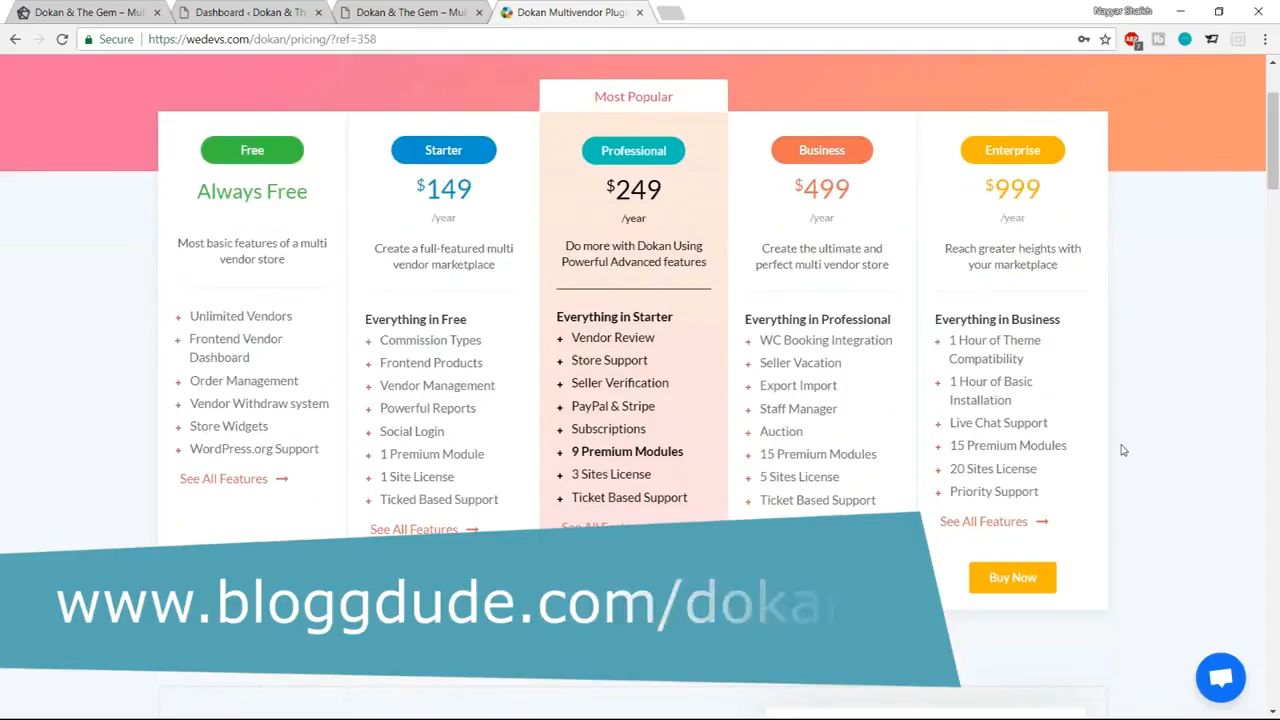 Dokan & The Gem – Mul
Dashboard ‹ Dokan & Th
Dokan & The Gem – Mul
Dokan Multivendor Plug
Nayyar Shaikh
Secure
https://wedevs.com/dokan/pricing/?ref=358
Most Popular
Free
Always Free
Most basic features of a multi
vendor store
+ Unlimited Vendors
+ Frontend Vendor
Dashboard
+ Order Management
+ Vendor Withdraw system
+ Store Widgets
+ WordPress.org Support
See All Features →
Starter
$149
/year
Create a full-featured multi
vendor marketplace
Everything in Free
+ Commission Types
+ Frontend Products
+ Vendor Management
+ Powerful Reports
+ Social Login
+ 1 Premium Module
+ 1 Site License
+ Ticked Based Support
See All Features →
Professional
$249
/year
Do more with Dokan Using
Powerful Advanced features
Everything in Starter
+ Vendor Review
+ Store Support
+ Seller Verification
+ PayPal & Stripe
+ Subscriptions
+ 9 Premium Modules
+ 3 Sites License
+ Ticket Based Support
See All
Business
$499
/year
Create the ultimate and
perfect multi vendor store
Everything in Professional
+ WC Booking Integration
+ Seller Vacation
+ Export Import
+ Staff Manager
+ Auction
+ 15 Premium Modules
+ 5 Sites License
+ Ticket Based Support
Enterprise
$999
/year
Reach greater heights with
your marketplace
Everything in Business
+ 1 Hour of Theme
Compatibility
+ 1 Hour of Basic
Installation
+ Live Chat Support
+ 15 Premium Modules
+ 20 Sites License
+ Priority Support
See All Features →
Buy Now
www.bloggdude.com/dokan